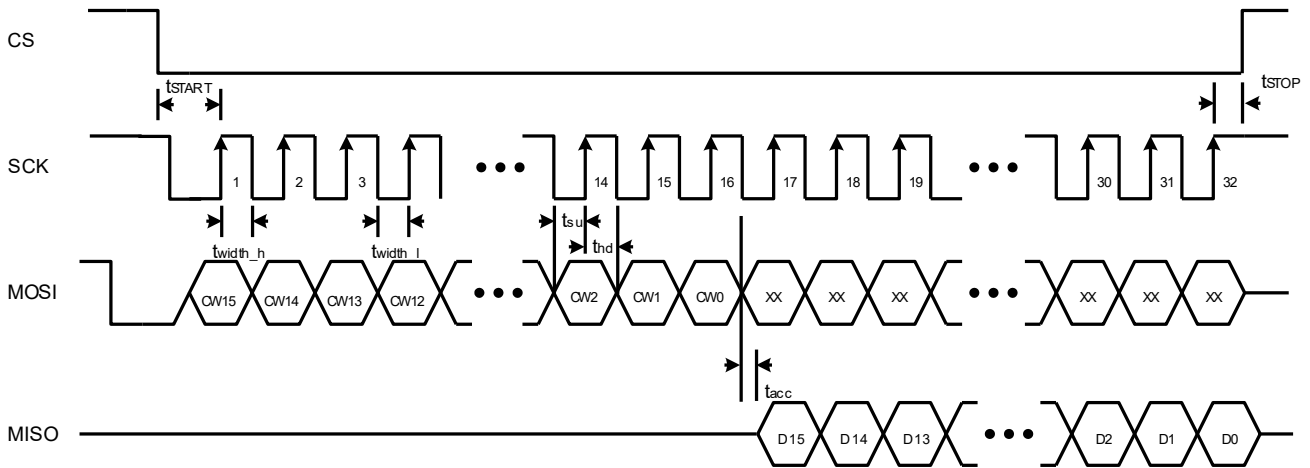 CS
tSTART
tSTOP
SCK
1 2 3 ••• 14 15 16 17 18 19 ••• 30 31 32
twidth_h twidth_l tsu thd
MOSI
CW15 CW14 CW13 CW12 ••• CW2 CW1 CW0 XX XX XX ••• XX XX XX
tacc
MISO
D15 D14 D13 ••• D2 D1 D0